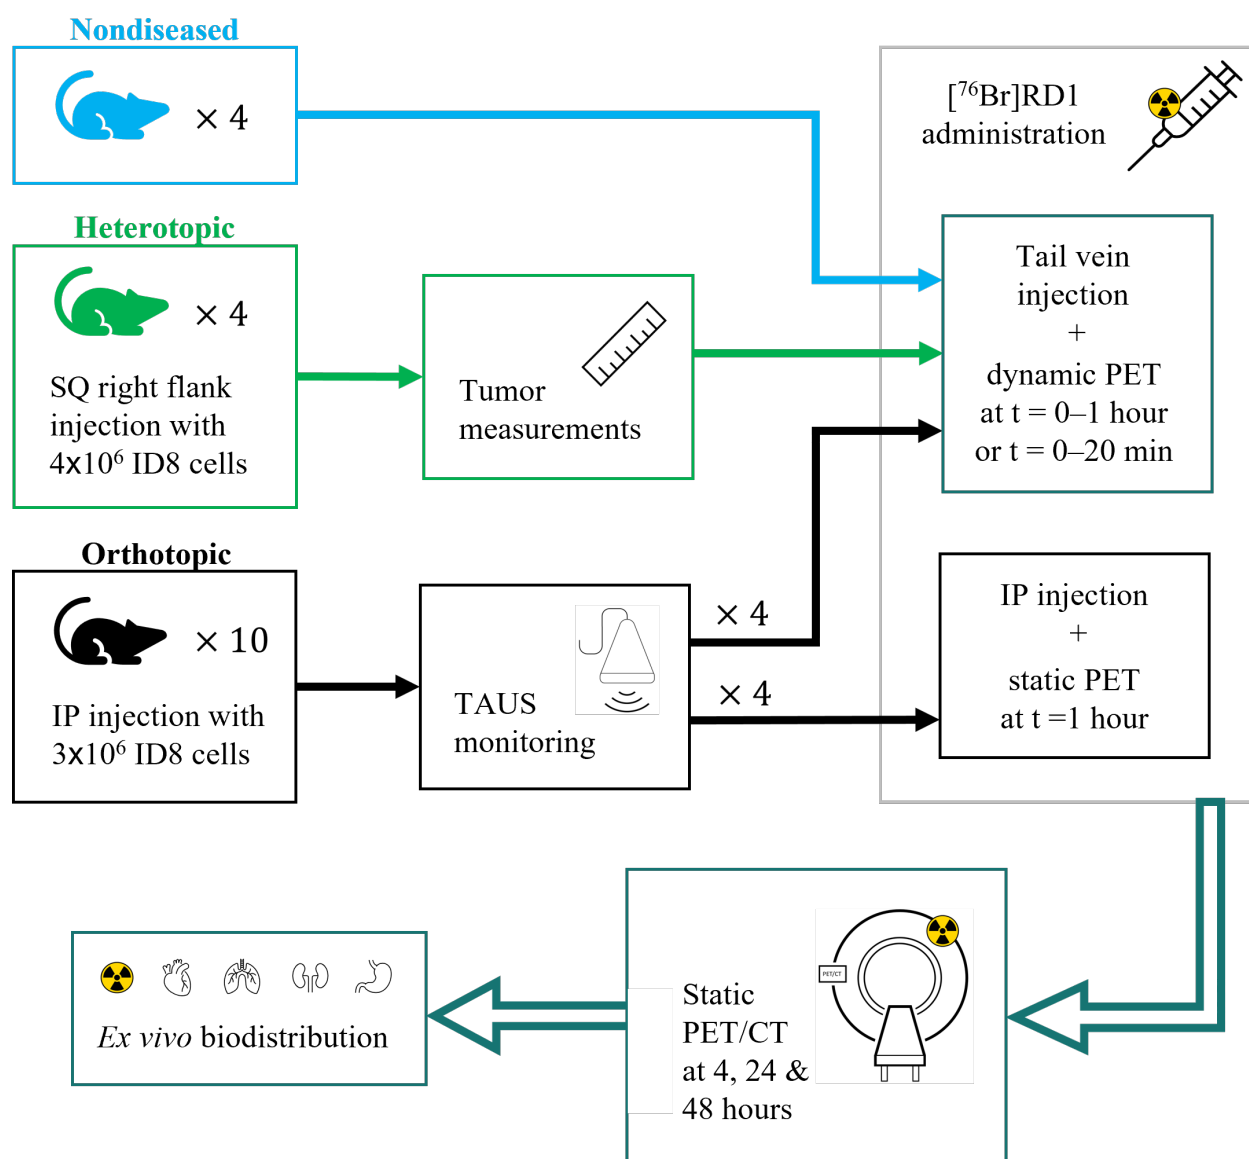 Nondiseased
× 4
[⁷⁶Br]RD1
administration
Heterotopic
× 4
SQ right flank
injection with
4x10⁶ ID8 cells
Tumor
measurements
Tail vein
injection
+
dynamic PET
at t = 0–1 hour
or t = 0–20 min
Orthotopic
× 10
IP injection with
3x10⁶ ID8 cells
TAUS
monitoring
× 4
× 4
IP injection
+
static PET
at t =1 hour
Static
PET/CT
at 4, 24 &
48 hours
PET/CT
Ex vivo biodistribution